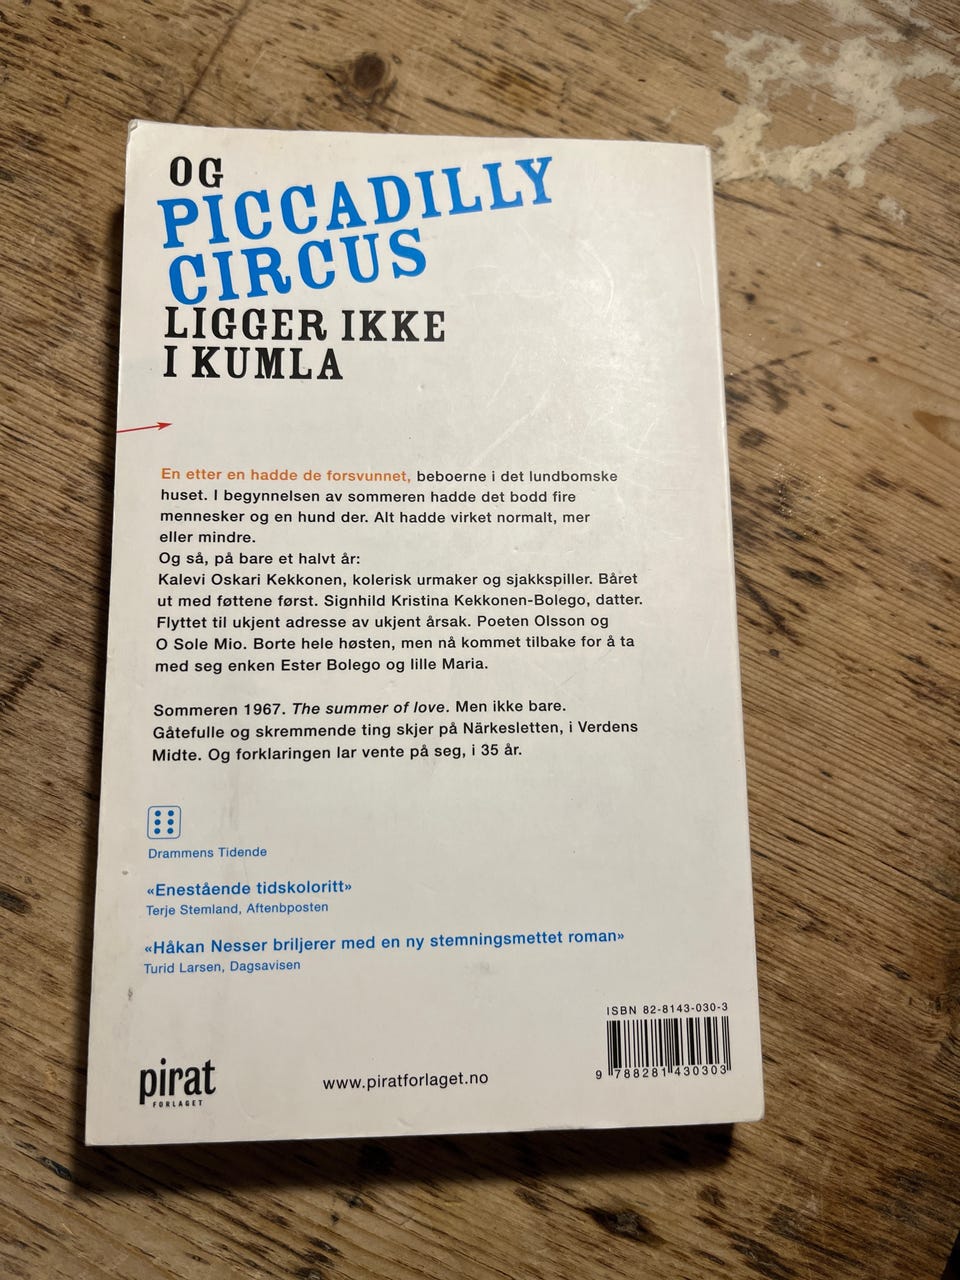 OG
PICCADILLY
CIRCUS
LIGGER IKKE
I KUMLA
En etter en hadde de forsvunnet, beboerne i det lundbomske
huset. I begynnelsen av sommeren hadde det bodd fire
mennesker og en hund der. Alt hadde virket normalt, mer
eller mindre.
Og så, på bare et halvt år:
Kalevi Oskari Kekkonen, kolerisk urmaker og sjakkspiller. Båret
ut med føttene først. Signhild Kristina Kekkonen-Bolego, datter.
Flyttet til ukjent adresse av ukjent årsak. Poeten Olsson og
O Sole Mio. Borte hele høsten, men nå kommet tilbake for å ta
med seg enken Ester Bolego og lille Maria.
Sommeren 1967. The summer of love. Men ikke bare.
Gåtefulle og skremmende ting skjer på Närkesletten, i Verdens
Midte. Og forklaringen lar vente på seg, i 35 år.
Drammens Tidende
«Enestående tidskoloritt»
Terje Stemland, Aftenbposten
«Håkan Nesser briljerer med en ny stemningsmettet roman»
Turid Larsen, Dagsavisen
ISBN 82-8143-030-3
9 788281 430303
pirat
FORLAGET
www.piratforlaget.no